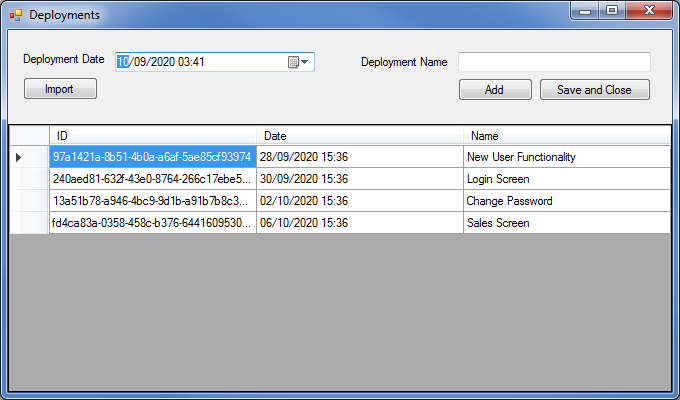 Deployments
Deployment Date 10/09/2020 03:41 Deployment Name
Import Add Save and Close
ID Date Name
97a1421a-8b51-4b0a-a6af-5ae85cf93974 28/09/2020 15:36 New User Functionality
240aed81-632f-43e0-8764-266c17ebe5... 30/09/2020 15:36 Login Screen
13a51b78-a946-4bc9-9d1b-a91b7b8c3... 02/10/2020 15:36 Change Password
fd4ca83a-0358-458c-b376-6441609530... 06/10/2020 15:36 Sales Screen